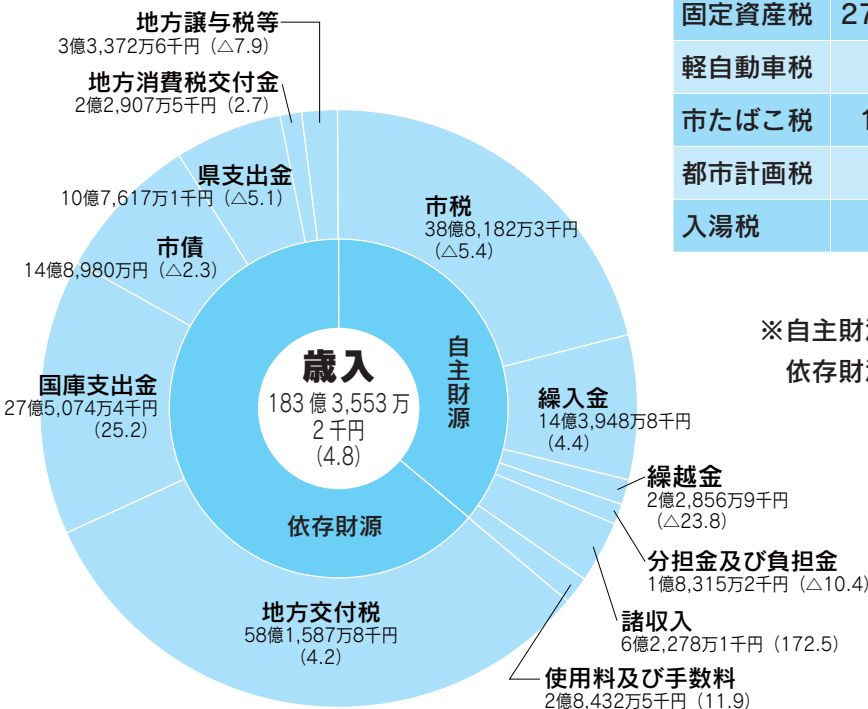 地方譲与税等
3億3,372万6千円（△7.9）
地方消費税交付金
2億2,907万5千円（2.7）
県支出金
10億7,617万1千円（△5.1）
市債
14億8,980万円（△2.3）
国庫支出金
27億5,074万4千円
（25.2）
地方交付税
58億1,587万8千円
（4.2）
市税
38億8,182万3千円
（△5.4）
繰入金
14億3,948万8千円
（4.4）
繰越金
2億2,856万9千円
（△23.8）
分担金及び負担金
1億8,315万2千円（△10.4）
諸収入
6億2,278万1千円（172.5）
使用料及び手数料
2億8,432万5千円（11.9）
歳入
183億3,553万
2千円
（4.8）
自主財源
依存財源
固定資産税 27
軽自動車税
市たばこ税 1
都市計画税
入湯税
※自主財
依存財